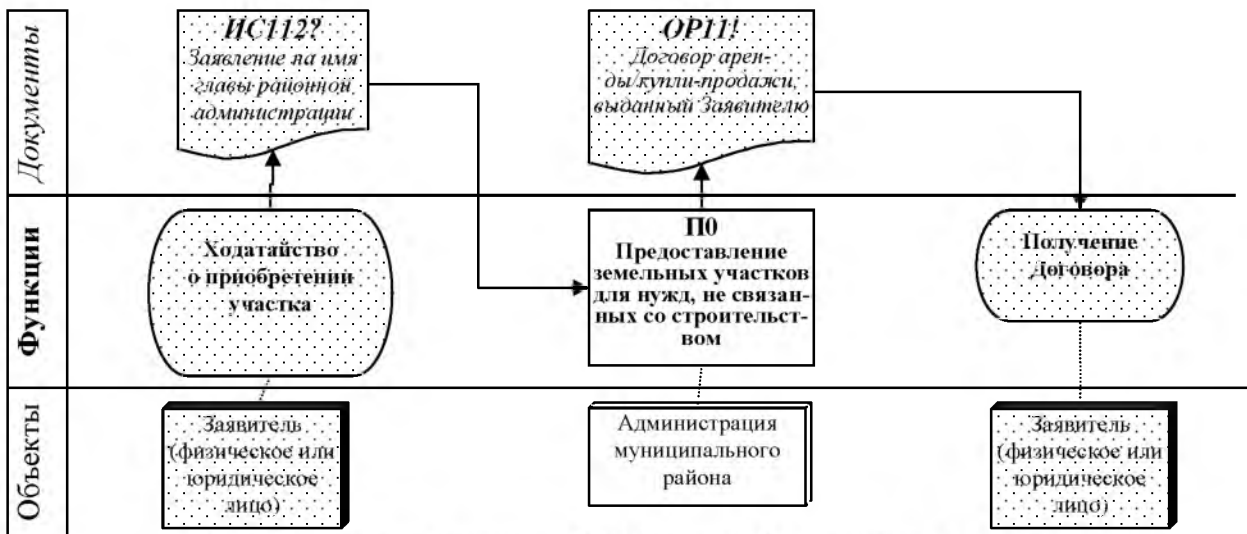 Документы
ИС112?
Заявление на имя
главы районной
администрации
ОР11!
Договор арен-
ды/купли-продажи,
выданный Заявителю
Функции
Ходатайство
о приобретении
участка
П0
Предоставление
земельных участков
для нужд, не связан-
ных со строительст-
вом
Получение
Договора
Объекты
Заявитель
(физическое или
юридическое
лицо)
Администрация
муниципального
района
Заявитель
(физическое или
юридическое
лицо)